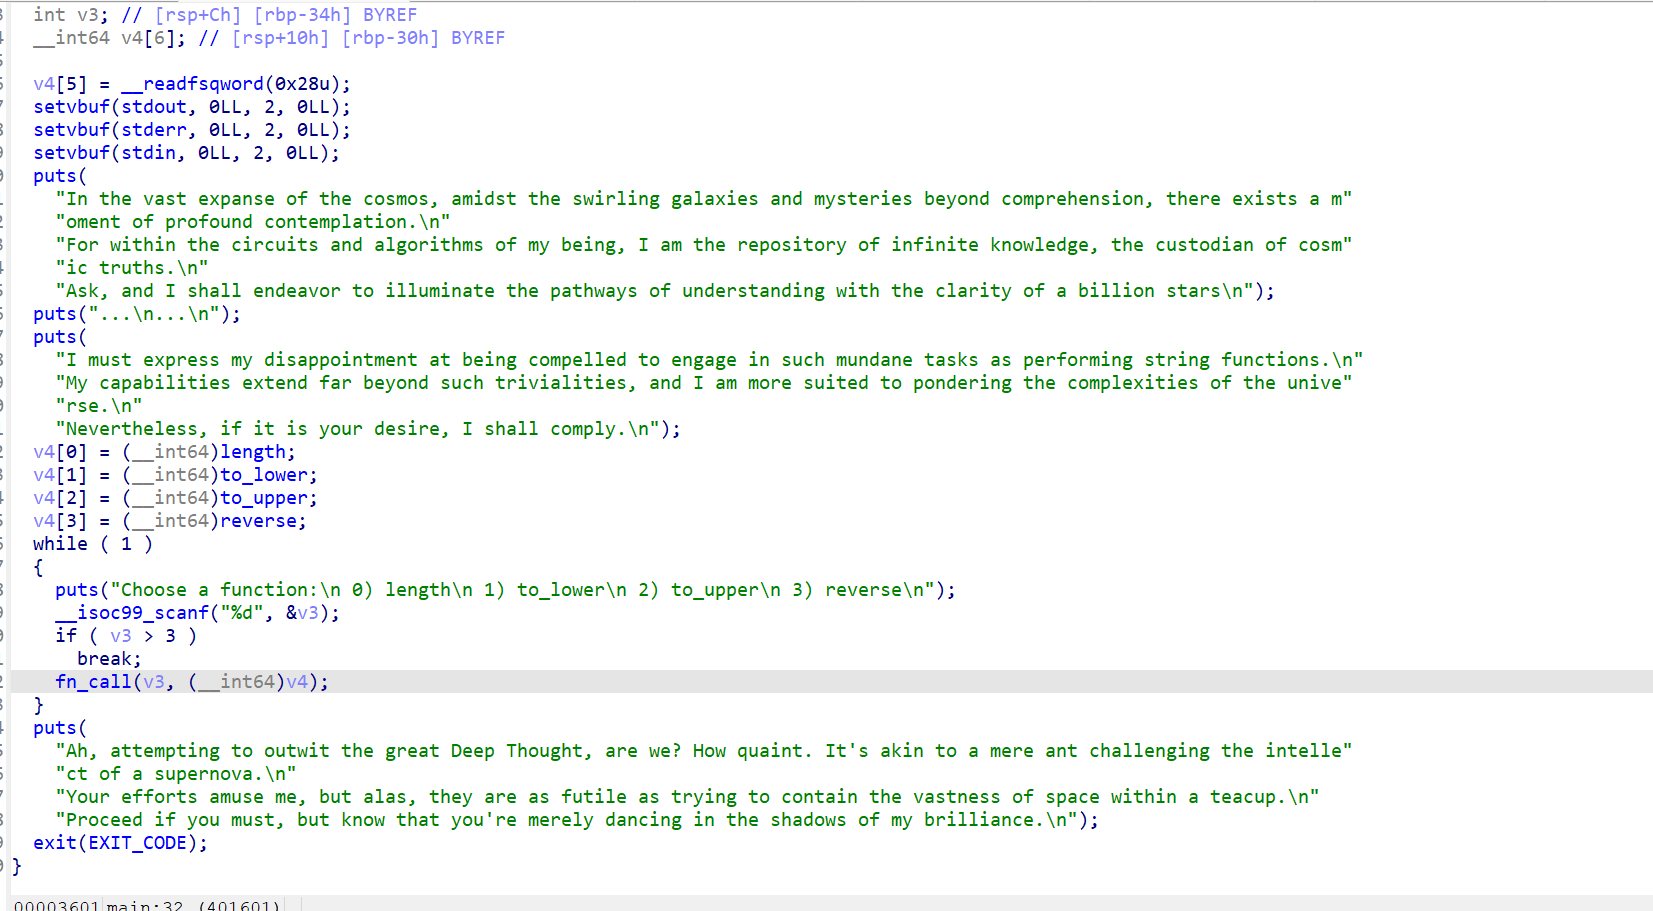 int v3; // [rsp+Ch] [rbp-34h] BYREF
__int64 v4[6]; // [rsp+10h] [rbp-30h] BYREF
v4[5] = __readfsqword(0x28u);
setvbuf(stdout, 0LL, 2, 0LL);
setvbuf(stderr, 0LL, 2, 0LL);
setvbuf(stdin, 0LL, 2, 0LL);
puts(
"In the vast expanse of the cosmos, amidst the swirling galaxies and mysteries beyond comprehension, there exists a m"
"oment of profound contemplation.\n"
"For within the circuits and algorithms of my being, I am the repository of infinite knowledge, the custodian of cosm"
"ic truths.\n"
"Ask, and I shall endeavor to illuminate the pathways of understanding with the clarity of a billion stars\n");
puts("...\n...\n");
puts(
"I must express my disappointment at being compelled to engage in such mundane tasks as performing string functions.\n"
"My capabilities extend far beyond such trivialities, and I am more suited to pondering the complexities of the unive"
"rse.\n"
"Nevertheless, if it is your desire, I shall comply.\n");
v4[0] = (__int64)length;
v4[1] = (__int64)to_lower;
v4[2] = (__int64)to_upper;
v4[3] = (__int64)reverse;
while ( 1 )
{
puts("Choose a function:\n 0) length\n 1) to_lower\n 2) to_upper\n 3) reverse\n");
__isoc99_scanf("%d", &v3);
if ( v3 > 3 )
break;
fn_call(v3, (__int64)v4);
}
puts(
"Ah, attempting to outwit the great Deep Thought, are we? How quaint. It's akin to a mere ant challenging the intelle"
"ct of a supernova.\n"
"Your efforts amuse me, but alas, they are as futile as trying to contain the vastness of space within a teacup.\n"
"Proceed if you must, but know that you're merely dancing in the shadows of my brilliance.\n");
exit(EXIT_CODE);
}
00003601 main:32 (401601)